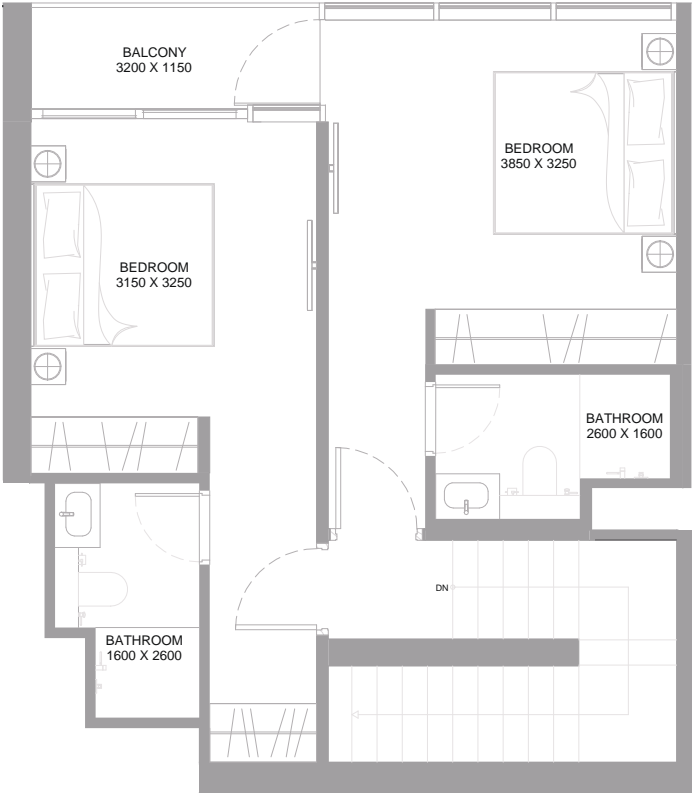 BALCONY
3200 X 1150
BEDROOM
3850 X 3250
BEDROOM
3150 X 3250
BATHROOM
2600 X 1600
DN
BATHROOM
1600 X 2600